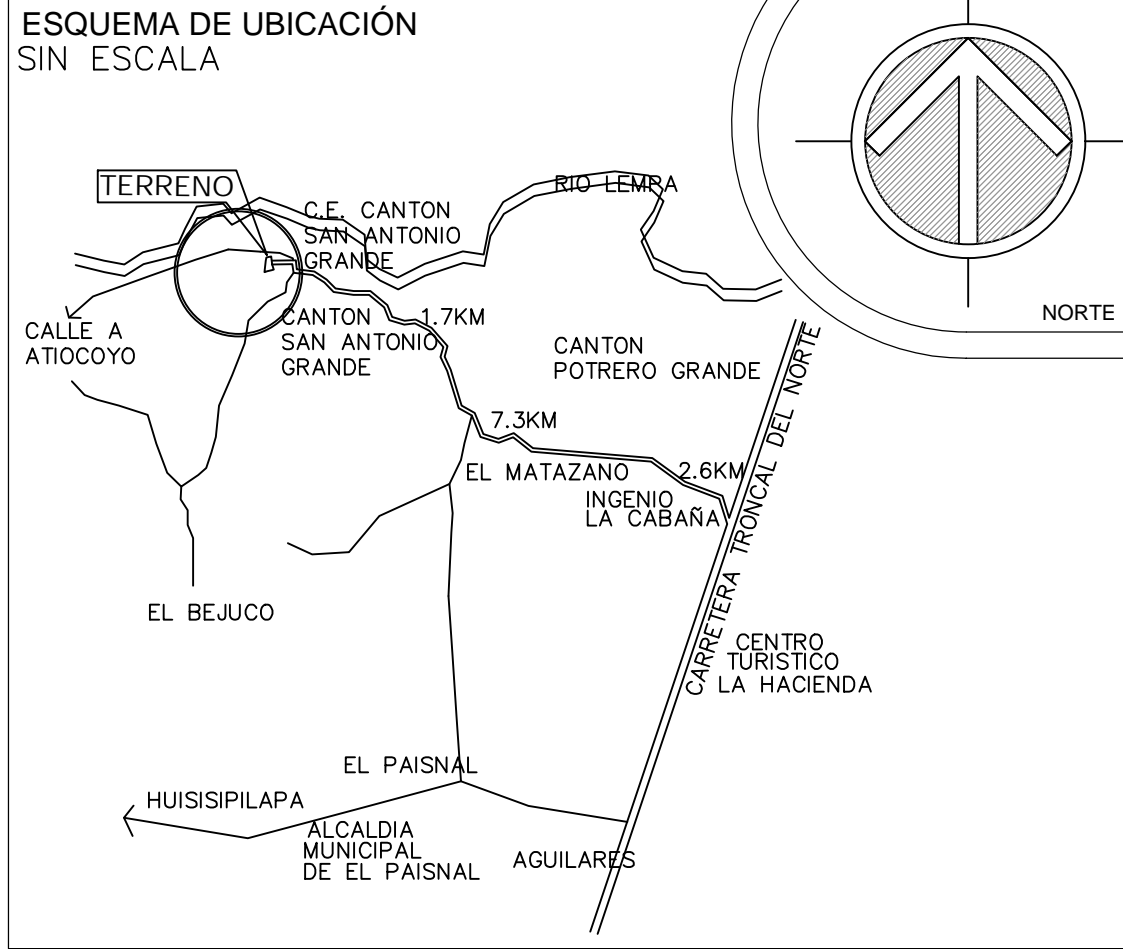 ESQUEMA DE UBICACIÓN
SIN ESCALA
NORTE
TERRENO
RIO LEMPA
C.E. CANTON
SAN ANTONIO
GRANDE
CALLE A
ATIOCOYO
CANTON
SAN ANTONIO
GRANDE
1.7KM
CANTON
POTRERO GRANDE
7.3KM
EL MATAZANO
2.6KM
INGENIO
LA CABAÑA
CARRETERA TRONCAL DEL NORTE
EL BEJUCO
CENTRO
TURISTICO
LA HACIENDA
EL PAISNAL
HUISISIPILAPA
ALCALDIA
MUNICIPAL
DE EL PAISNAL
AGUILARES